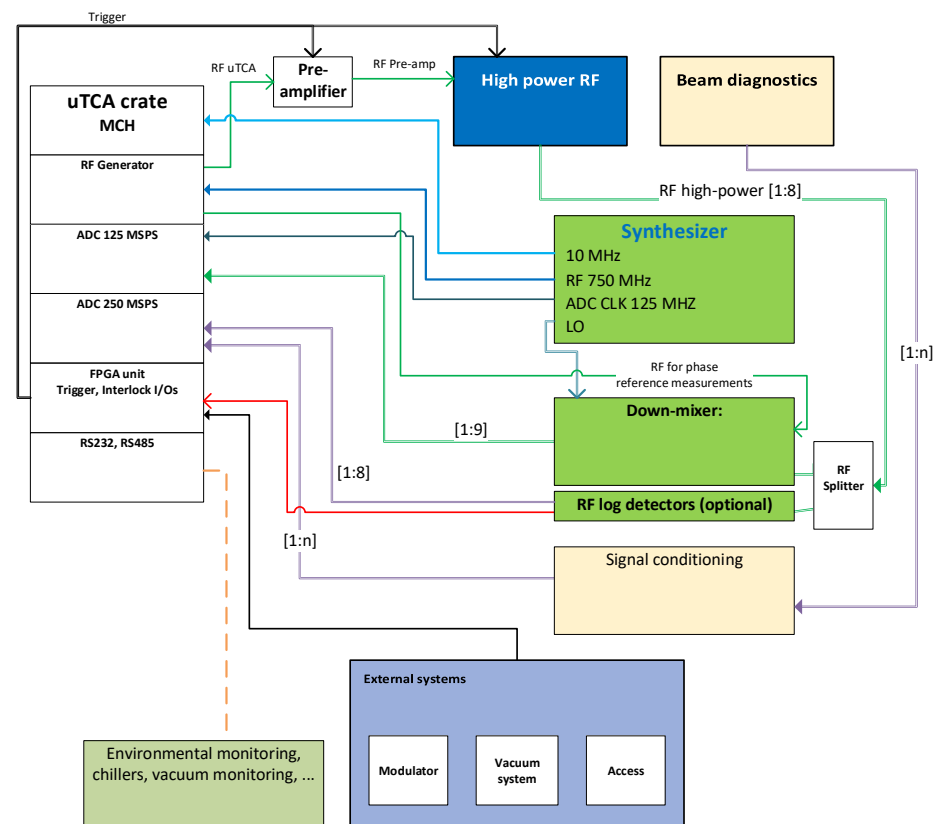 Trigger
RF uTCA
Pre-
amplifier
RF Pre-amp
High power RF
Beam diagnostics
uTCA crate
MCH
RF Generator
ADC 125 MSPS
ADC 250 MSPS
FPGA unit
Trigger, Interlock I/Os
RS232, RS485
RF high-power [1:8]
Synthesizer
10 MHz
RF 750 MHz
ADC CLK 125 MHZ
LO
[1:n]
RF for phase
reference measurements
Down-mixer:
[1:9]
[1:8]
RF
Splitter
RF log detectors (optional)
[1:n]
Signal conditioning
External systems
Modulator
Vacuum
system
Access
Environmental monitoring,
chillers, vacuum monitoring, ...